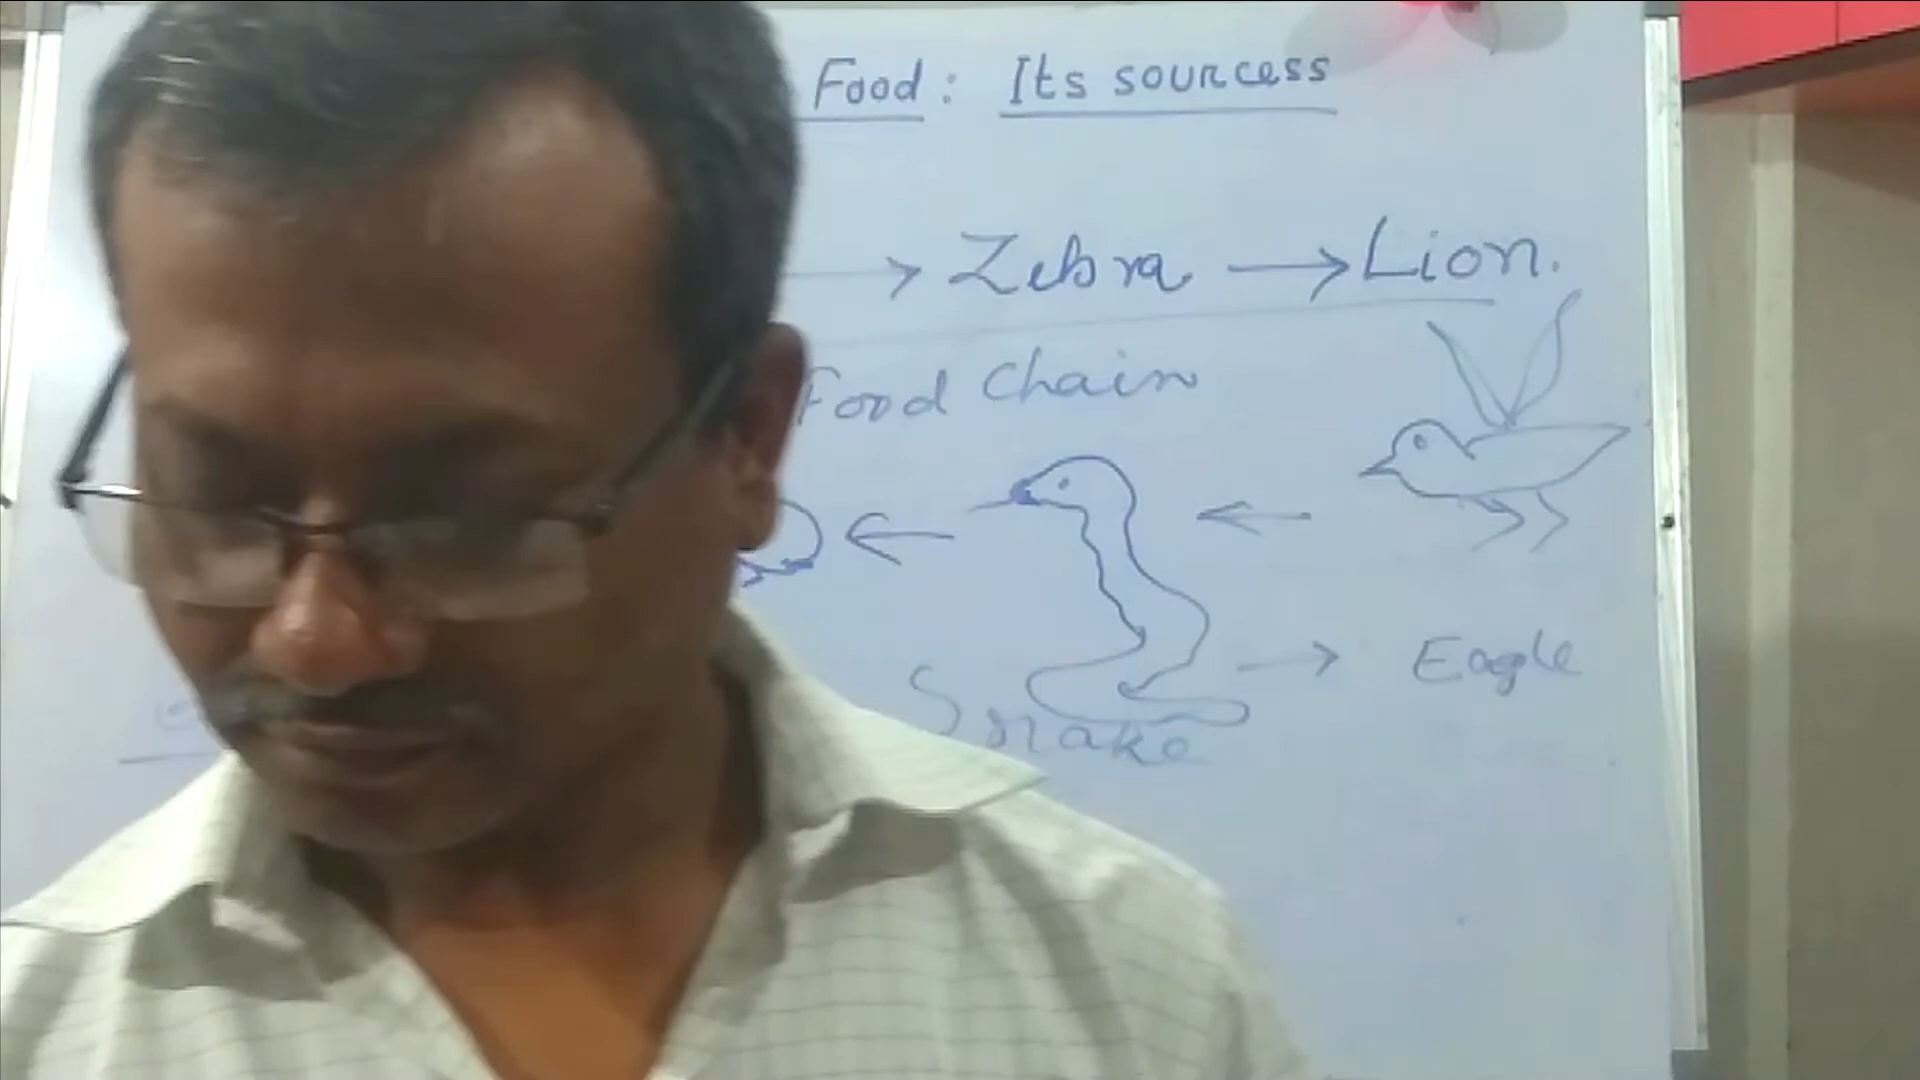 Food: Its sourcess
→ Zebra → Lion.
Food Chain
Snake → Eagle